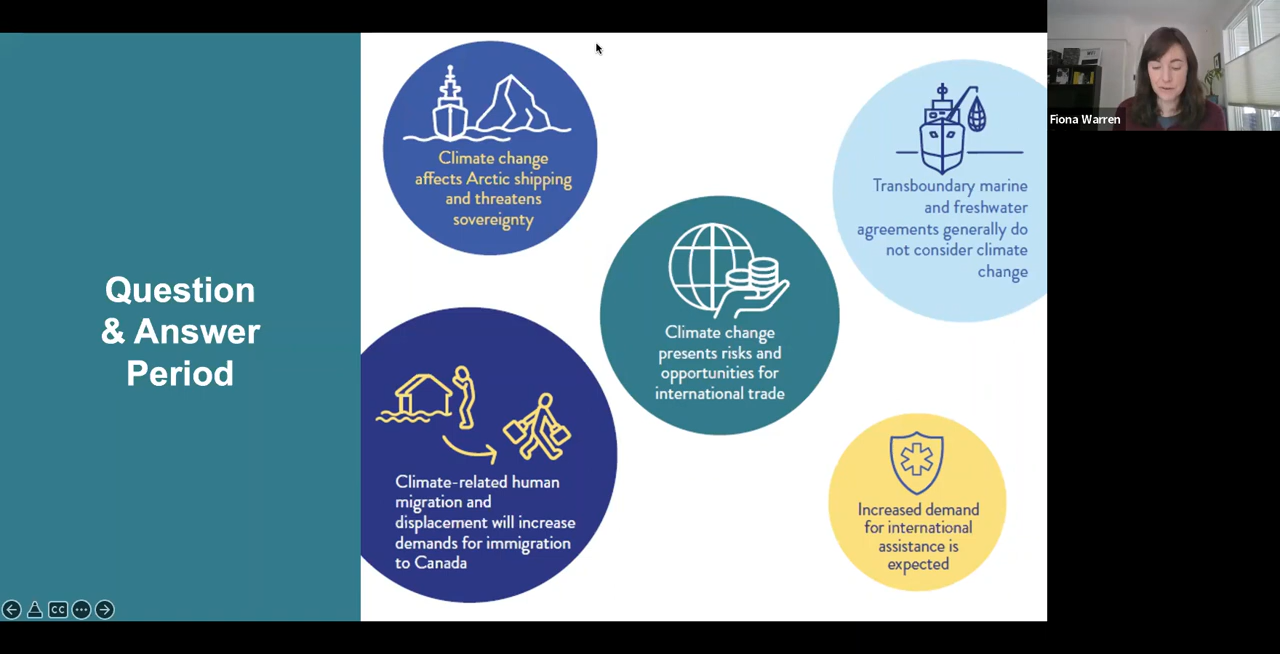 Question
& Answer
Period
Climate change
affects Arctic shipping
and threatens
sovereignty
Transboundary marine
and freshwater
agreements generally do
not consider climate
change
Climate change
presents risks and
opportunities for
international trade
Climate-related human
migration and
displacement will increase
demands for immigration
to Canada
Increased demand
for international
assistance is
expected
Fiona Warren
CC